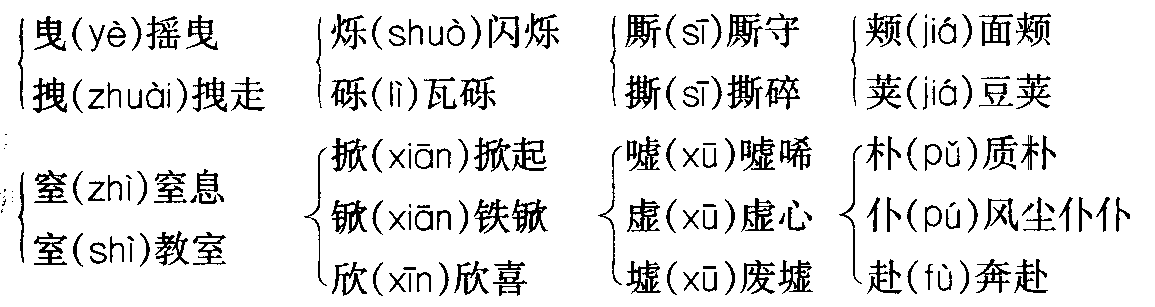 曳(yè)摇曳 烁(shuò)闪烁 厮(sī)厮守 颊(jiá)面颊
拽(zhuài)拽走 砾(lì)瓦砾 撕(sī)撕碎 荚(jiá)豆荚
窒(zhì)窒息 室(shì)教室
掀(xiān)掀起 嘘(xū)嘘唏 朴(pǔ)质朴
锨(xiān)铁锨 虚(xū)虚心 仆(pú)风尘仆仆
欣(xīn)欣喜 墟(xū)废墟 赴(fù)奔赴